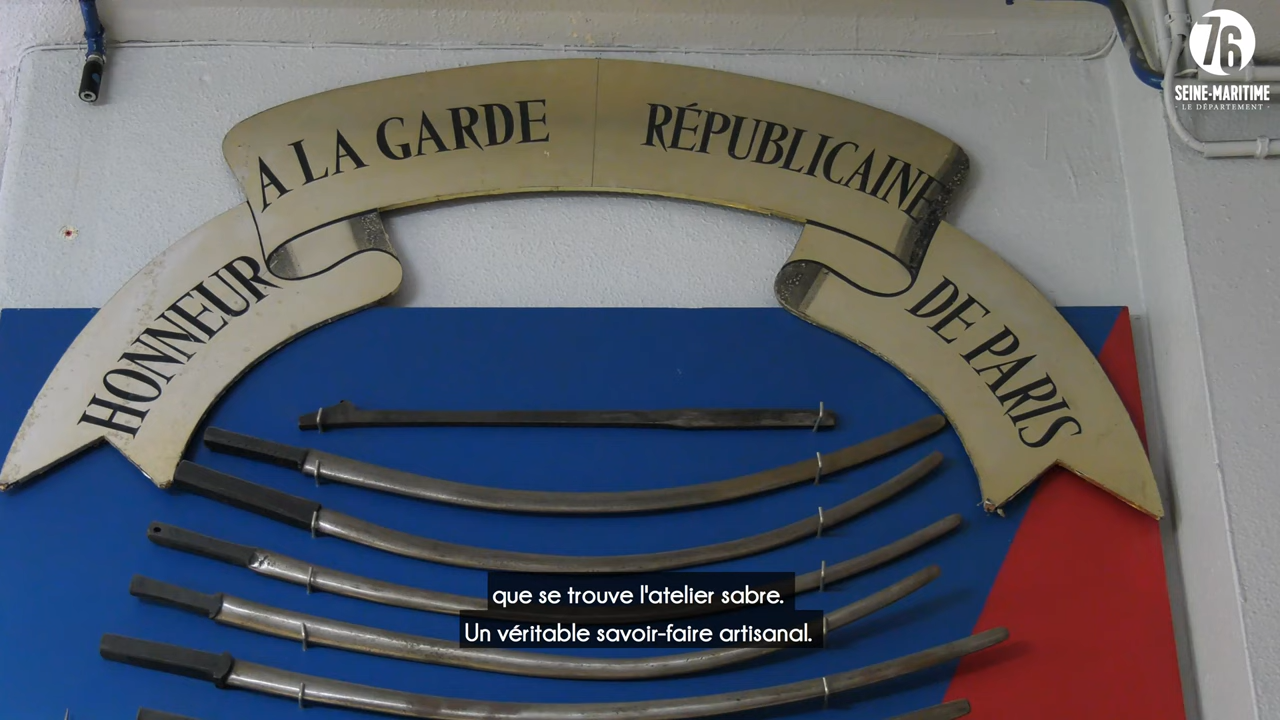 76
SEINE-MARITIME
- LE DÉPARTEMENT -
HONNEUR A LA GARDE RÉPUBLICAINE DE PARIS
que se trouve l'atelier sabre.
Un véritable savoir-faire artisanal.